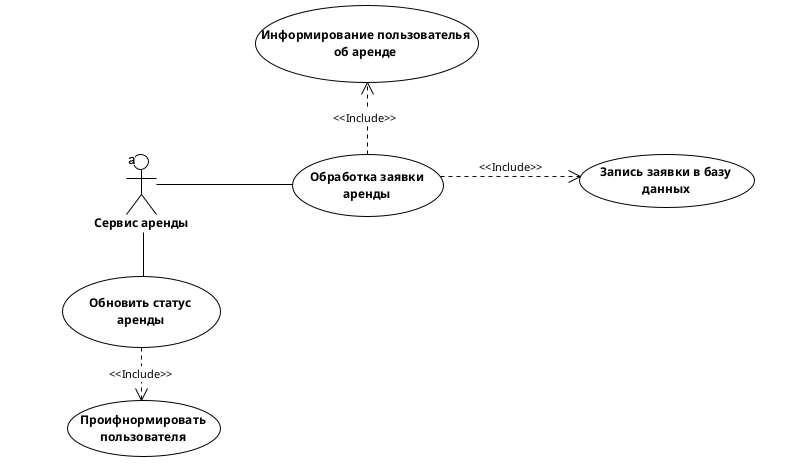 Информирование пользователья
об аренде
<<Include>>
a
Сервис аренды
Обработка заявки
аренды
<<Include>>
Запись заявки в базу
данных
Обновить статус
аренды
<<Include>>
Проифнормировать
пользователя